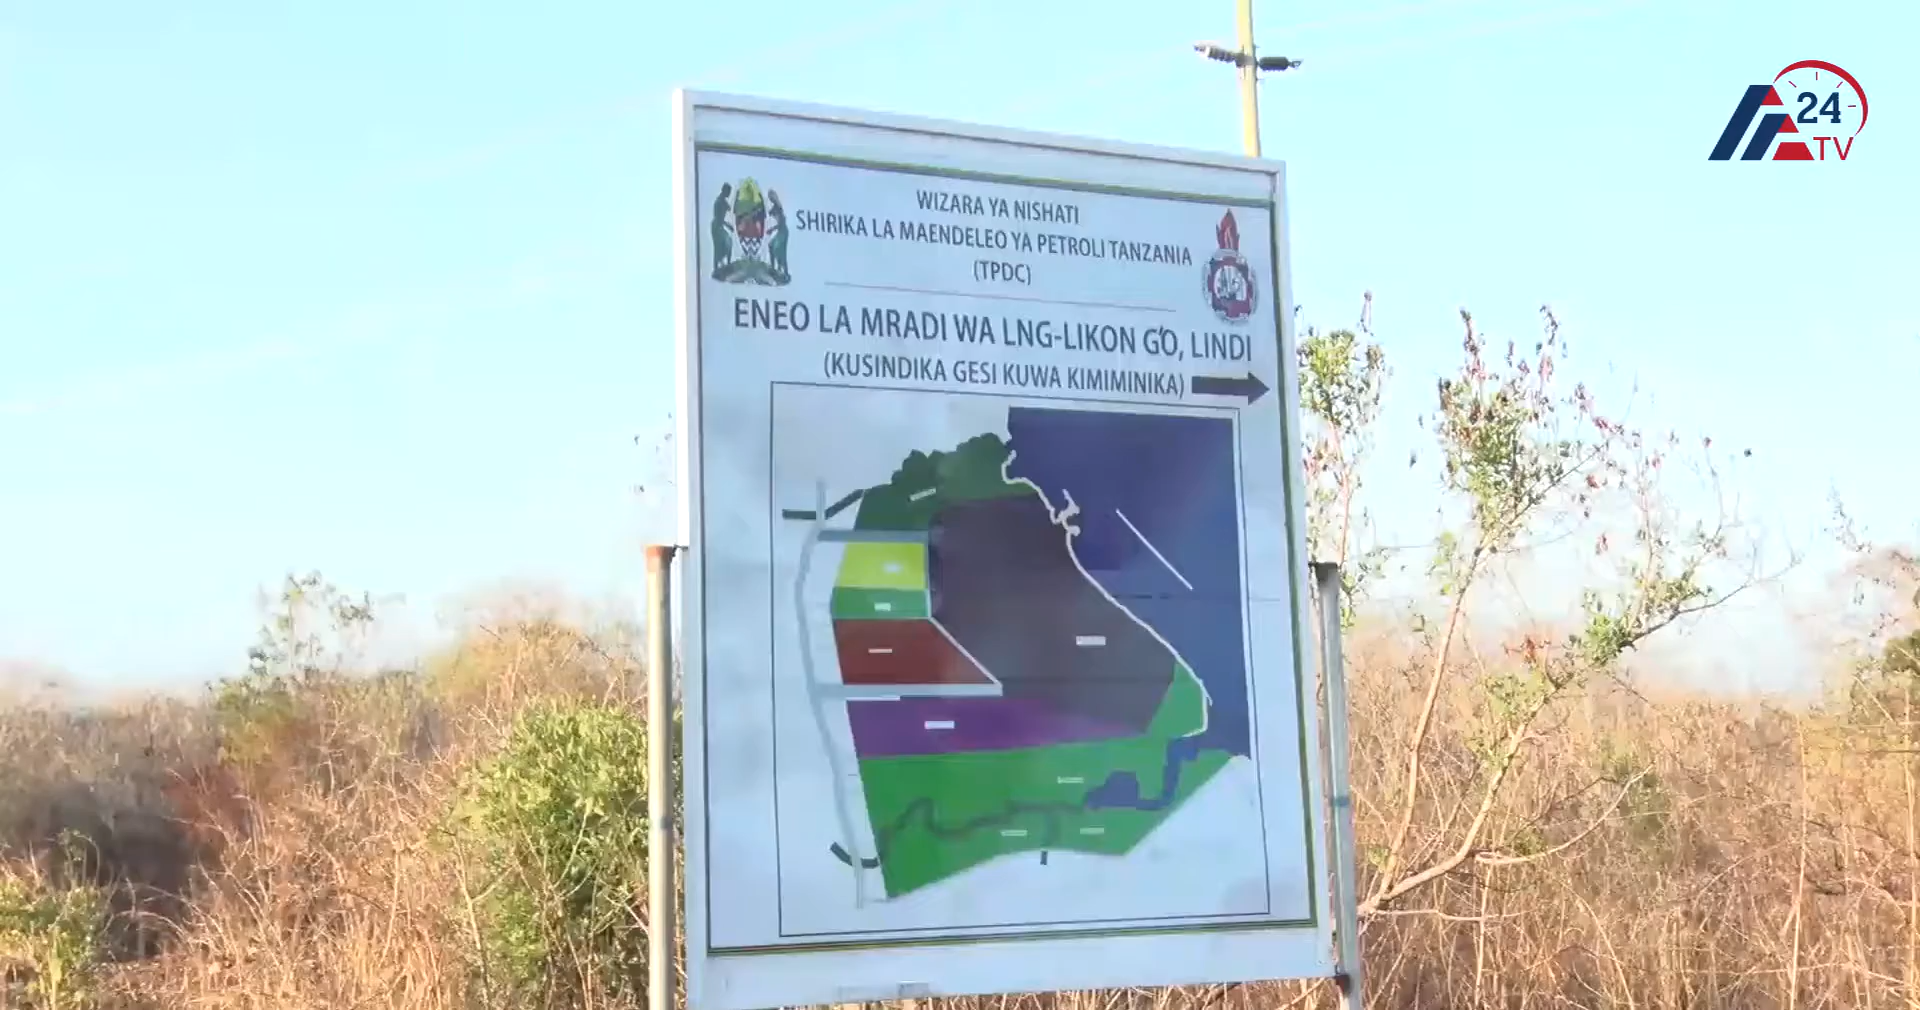 24
TV
WIZARA YA NISHATI
SHIRIKA LA MAENDELEO YA PETROLI TANZANIA
(TPDC)
ENEO LA MRADI WA LNG-LIKON G'O, LINDI
(KUSINDIKA GESI KUWA KIMIMINIKA)